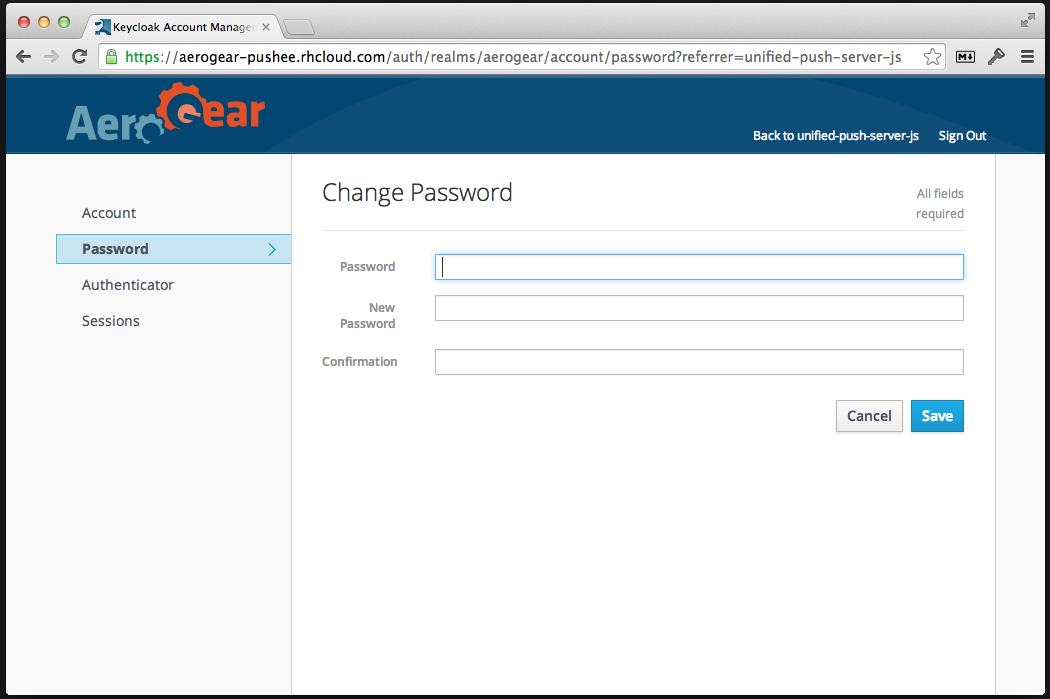 Keycloak Account Manage
https://aerogear-pushee.rhcloud.com/auth/realms/aerogear/account/password?referrer=unified-push-server-js
M↓
AeroGear
Back to unified-push-server-js Sign Out
Account
Password
Authenticator
Sessions
Change Password
All fields
required
Password
New
Password
Confirmation
Cancel Save